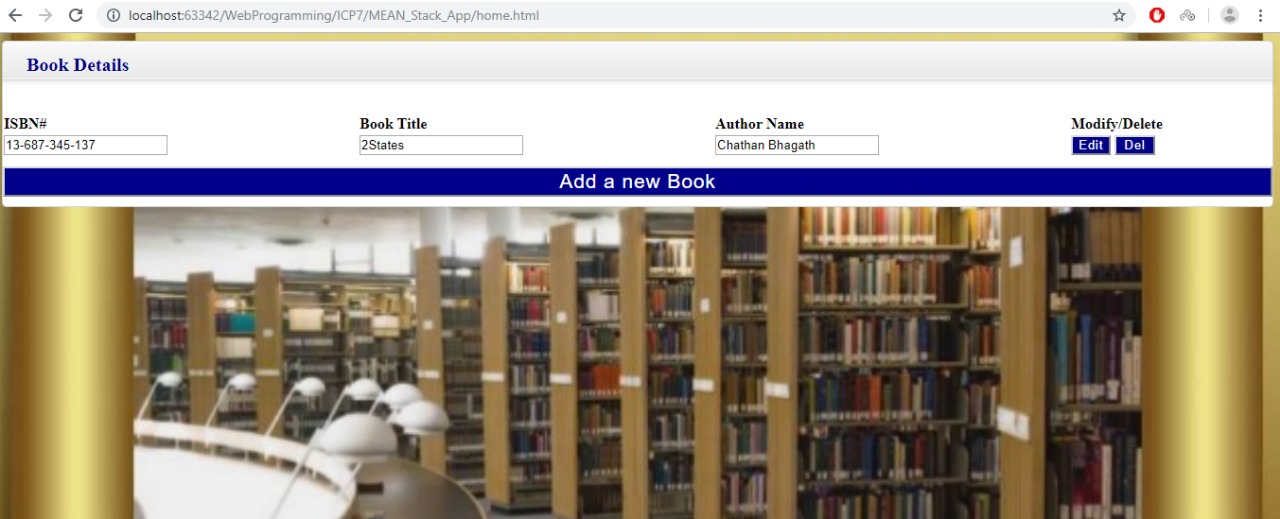 localhost:63342/WebProgramming/ICP7/MEAN_Stack_App/home.html
Book Details
ISBN# Book Title Author Name Modify/Delete
13-687-345-137 2States Chathan Bhagath Edit Del
Add a new Book